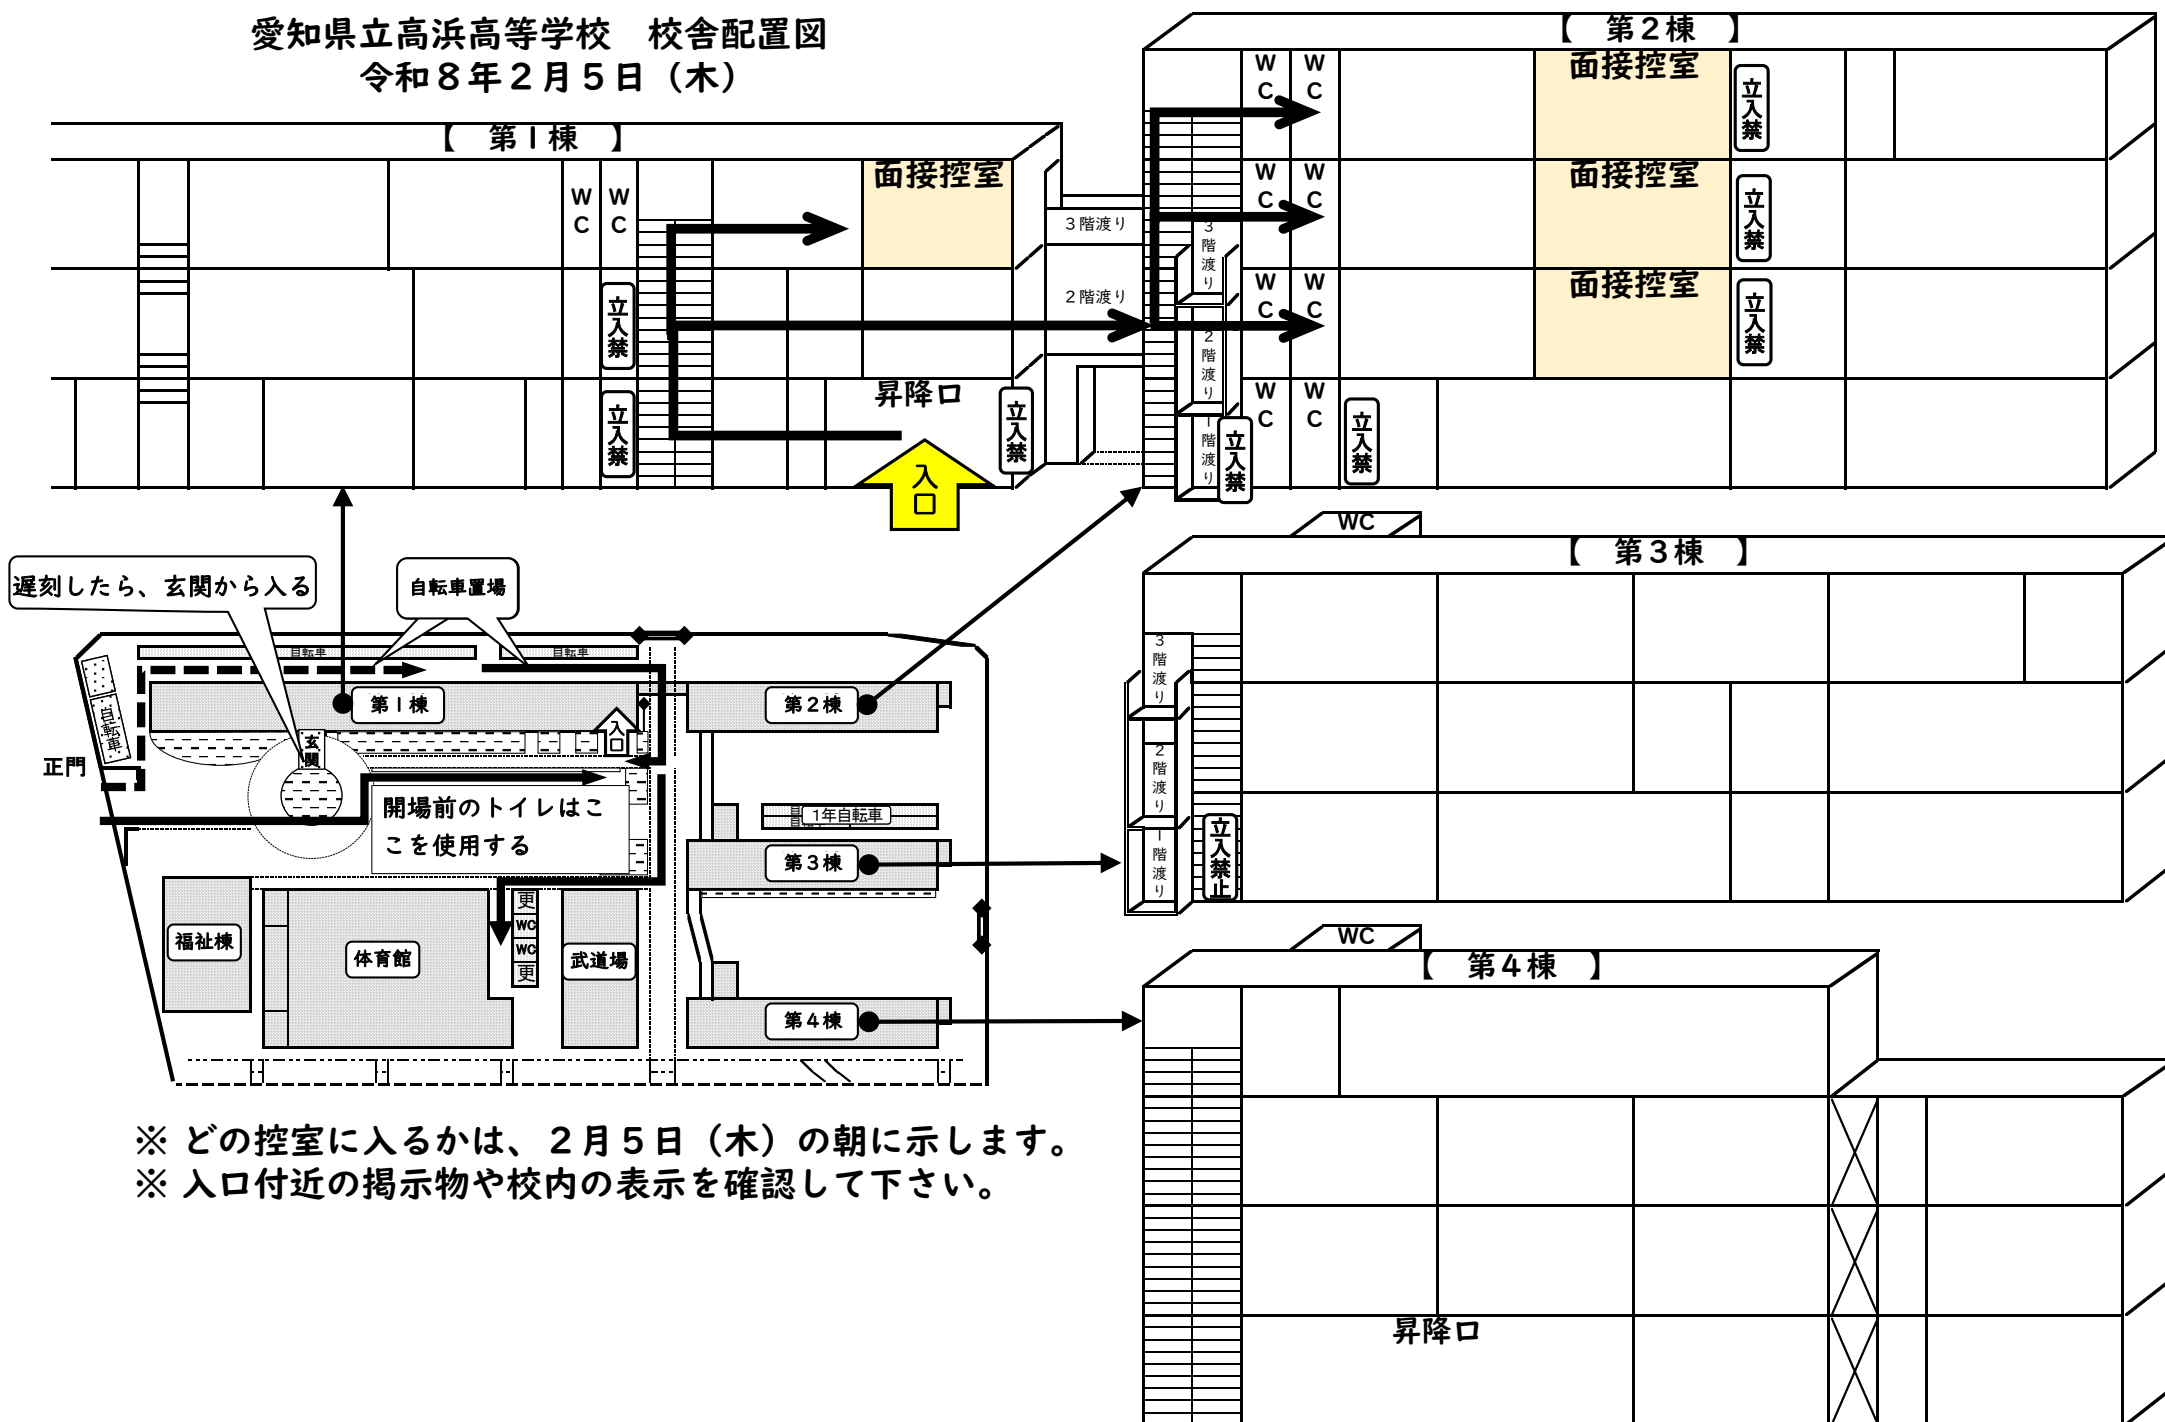 愛知県立高浜高等学校　校舎配置図
令和８年２月５日（木）
【　第１棟　】
WC
WC
面接控室
立入禁
立入禁
昇降口
立入禁
入口
３階渡り
２階渡り
【　第２棟　】
WC
WC
面接控室
立入禁
WC
WC
面接控室
立入禁
WC
WC
面接控室
立入禁
WC
WC
立入禁
３階渡り
２階渡り
１階渡り
立入禁
WC
【　第３棟　】
３階渡り
２階渡り
１階渡り
立入禁止
WC
【　第４棟　】
昇降口
遅刻したら、玄関から入る
自転車置場
自転車
自転車
自転車
第１棟
第２棟
入口
玄関
正門
開場前のトイレはこ
こを使用する
１年自転車
第３棟
福祉棟
体育館
更
WC
WC
更
武道場
第４棟
※ どの控室に入るかは、２月５日（木）の朝に示します。
※ 入口付近の掲示物や校内の表示を確認して下さい。